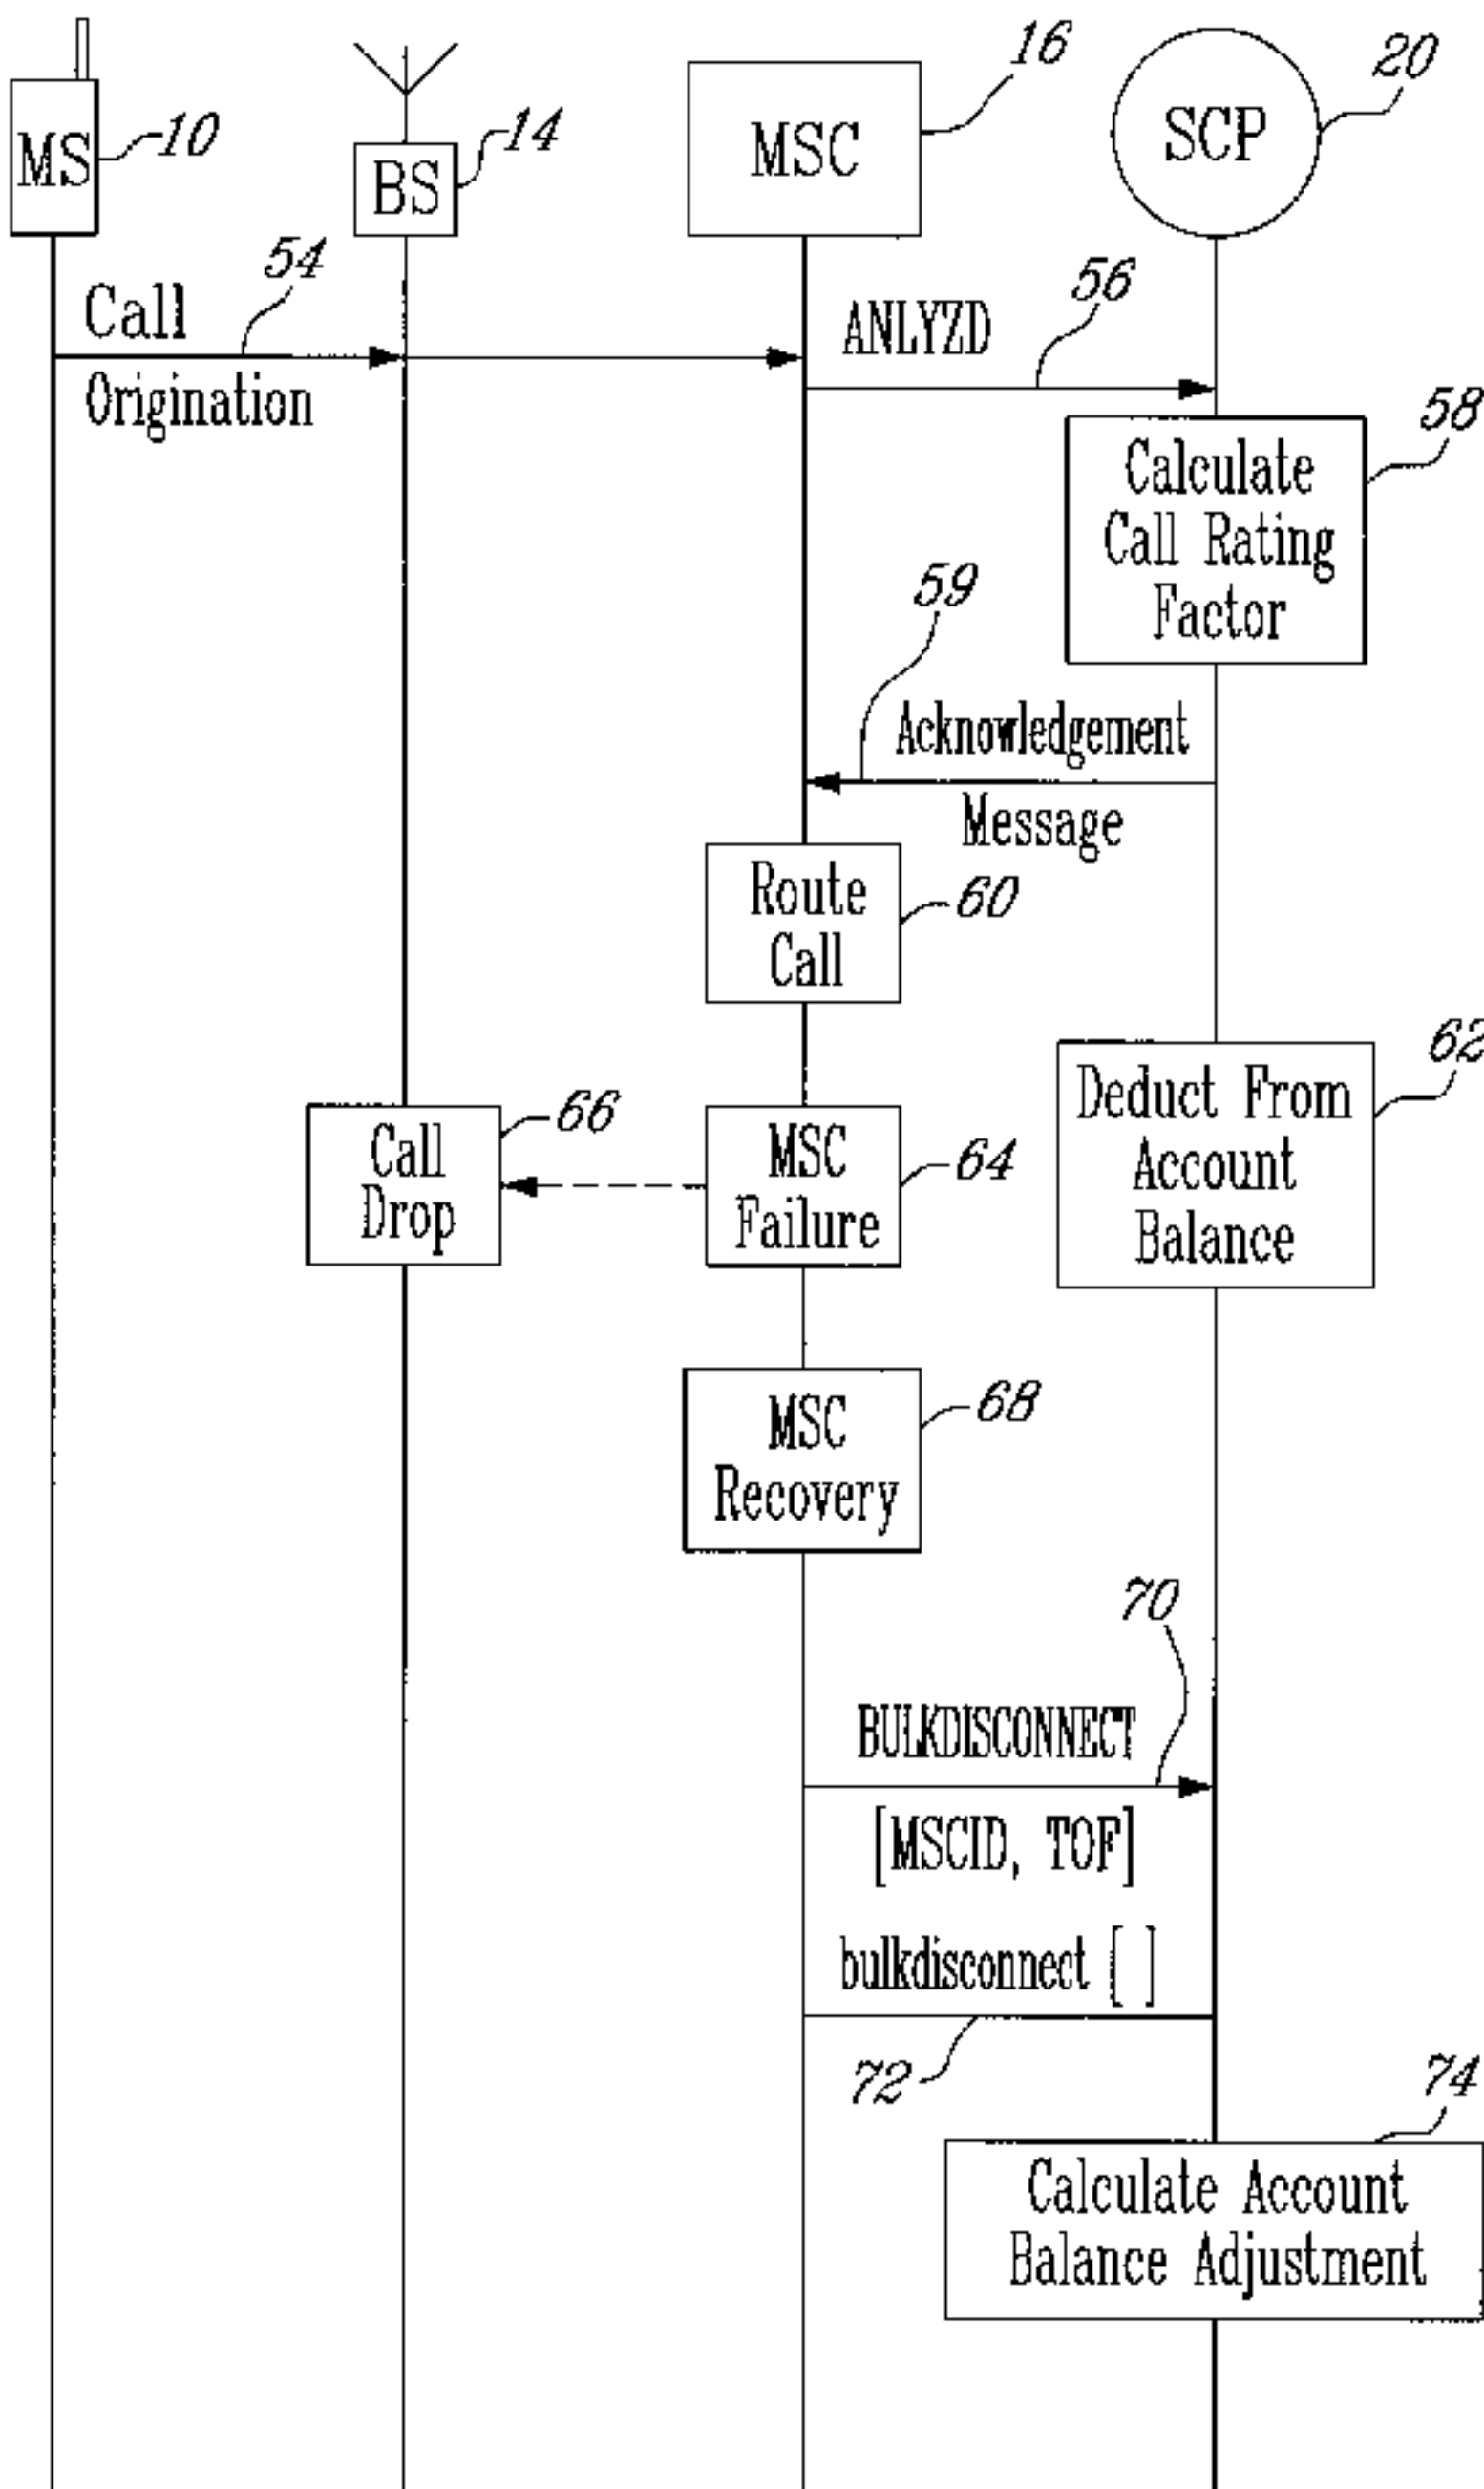 16
20
MS
10
BS
14
MSC
SCP
54
56
Call
Origination
ANLYZD
58
Calculate
Call Rating
Factor
59
Acknowledgement
Message
Route
Call
60
62
Deduct From
Account
Balance
66
Call
Drop
MSC
Failure
64
MSC
Recovery
68
70
BULKDISCONNECT
[MSCID, TOF]
bulkdisconnect [ ]
72
74
Calculate Account
Balance Adjustment